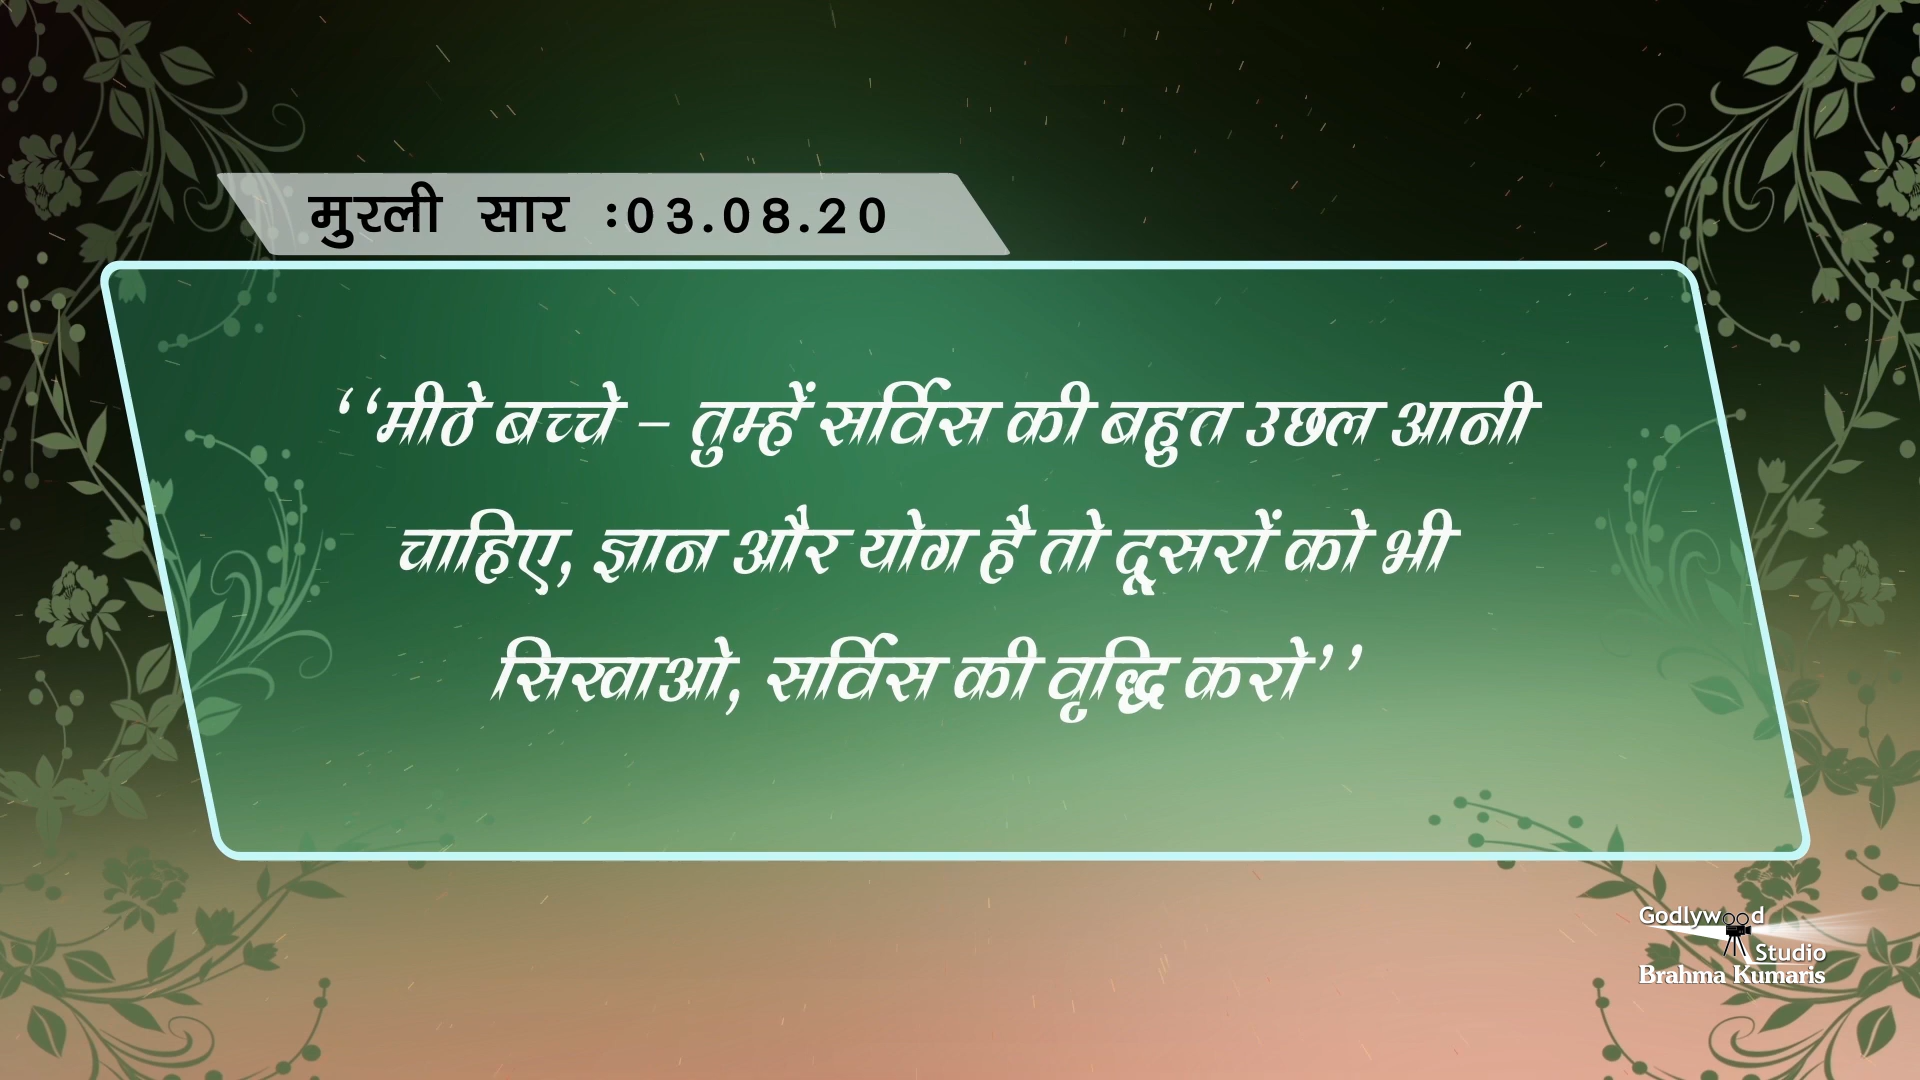 मुरली सार :03.08.20
‘‘मीठे बच्चे – तुम्हें सर्विस की बहुत उछल आनी
चाहिए, ज्ञान और योग है तो दूसरों को भी
सिखाओ, सर्विस की वृद्धि करो’’
Godlywood
Studio
Brahma Kumaris